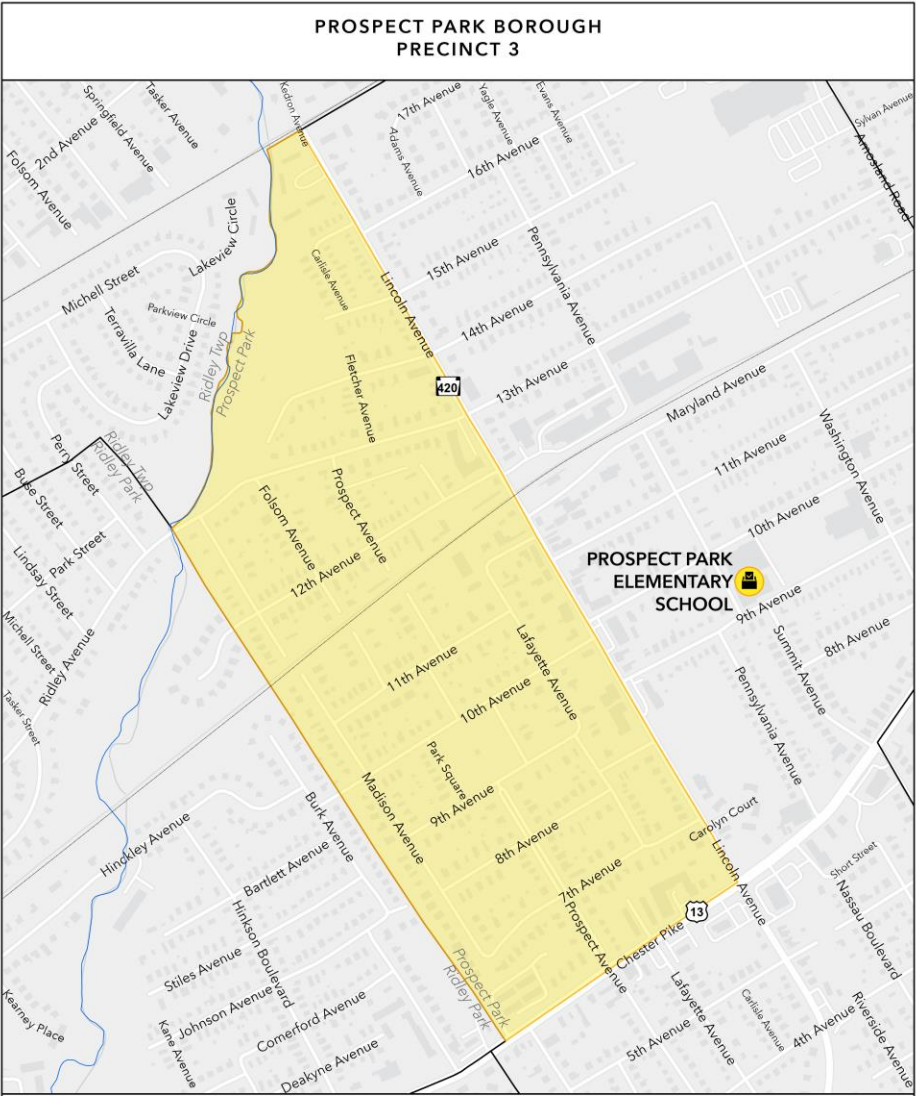 PROSPECT PARK BOROUGH
PRECINCT 3
Kedron Avenue
Tasker Avenue
Springfield Avenue
2nd Avenue
Folsom Avenue
17th Avenue
Yagle Avenue
Evans Avenue
Adams Avenue
16th Avenue
Sylvan Avenue
Amosland Road
Lakeview Circle
Michell Street
Parkview Circle
Terravilla Lane
Lakeview Drive
Ridley Twp
Prospect Park
Carlisle Avenue
Lincoln Avenue
15th Avenue
Pennsylvania Avenue
14th Avenue
Fletcher Avenue
420
13th Avenue
Maryland Avenue
Washington Avenue
11th Avenue
10th Avenue
Ridley Twp
Ridley Park
Perry Street
Buse Street
Park Street
Lindsay Street
Michell Street
Ridley Avenue
Tasker Street
Folsom Avenue
Prospect Avenue
12th Avenue
PROSPECT PARK
ELEMENTARY
SCHOOL
9th Avenue
8th Avenue
Summit Avenue
Pennsylvania Avenue
Lafayette Avenue
11th Avenue
10th Avenue
Park Square
9th Avenue
Madison Avenue
8th Avenue
7th Avenue
Carolyn Court
Lincoln Avenue
Burk Avenue
Hinckley Avenue
Bartlett Avenue
Hinkson Boulevard
Stiles Avenue
Johnson Avenue
Kane Avenue
Comerford Avenue
Deakyne Avenue
Kearney Place
Prospect Park
Ridley Park
Prospect Avenue
Chester Pike
13
Short Street
Nassau Boulevard
Lafayette Avenue
Carlisle Avenue
5th Avenue
4th Avenue
Riverside Avenue